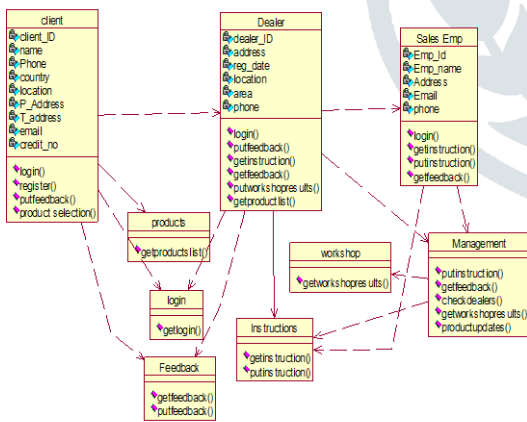 client
client_ID
name
Phone
country
location
P_Address
T_address
email
credit_no
login()
register()
putfeedback()
product selection()
Dealer
dealer_ID
address
reg_date
location
area
phone
login()
putfeedback()
getinstruction()
getfeedback()
putworkshopresults()
getproductlist()
Sales Emp
Emp_Id
Emp_name
Address
Email
phone
login()
getinstruction()
putinstruction()
getfeedback()
products
getproductslist()
workshop
getworkshopresults()
Management
putinstruction()
getfeedback()
checkdealers()
getworkshopresults()
productupdates()
login
getlogin()
Instructions
getinstruction()
putinstruction()
Feedback
getfeedback()
putfeedback()